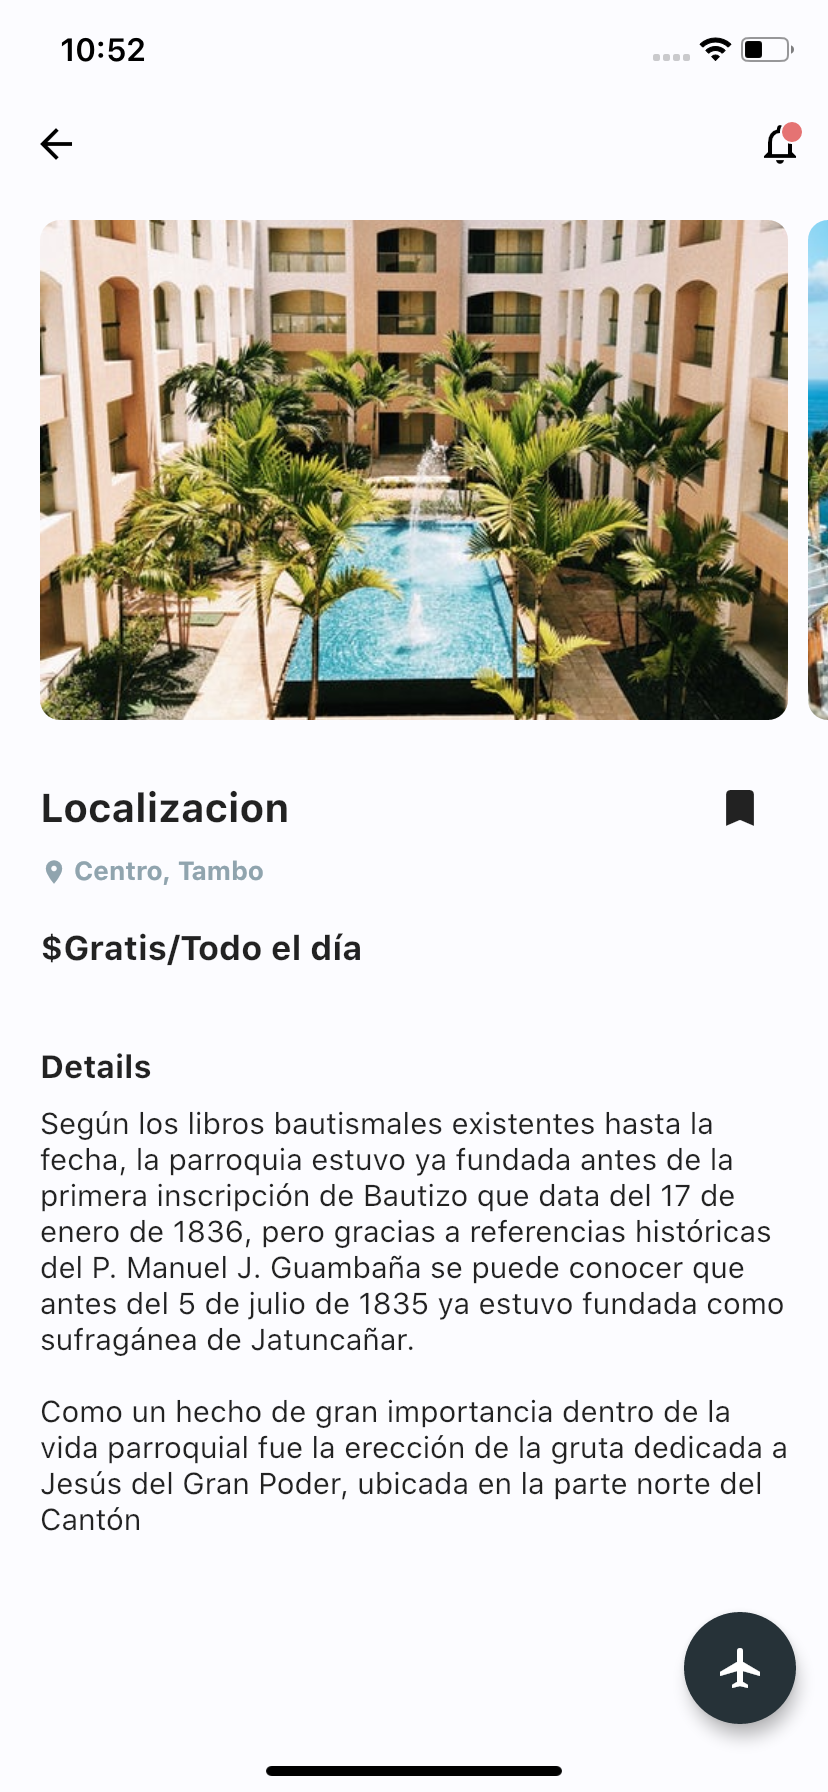 10:52
Localizacion
Centro, Tambo
$Gratis/Todo el día
Details
Según los libros bautismales existentes hasta la
fecha, la parroquia estuvo ya fundada antes de la
primera inscripción de Bautizo que data del 17 de
enero de 1836, pero gracias a referencias históricas
del P. Manuel J. Guambaña se puede conocer que
antes del 5 de julio de 1835 ya estuvo fundada como
sufragánea de Jatuncañar.
Como un hecho de gran importancia dentro de la
vida parroquial fue la erección de la gruta dedicada a
Jesús del Gran Poder, ubicada en la parte norte del
Cantón